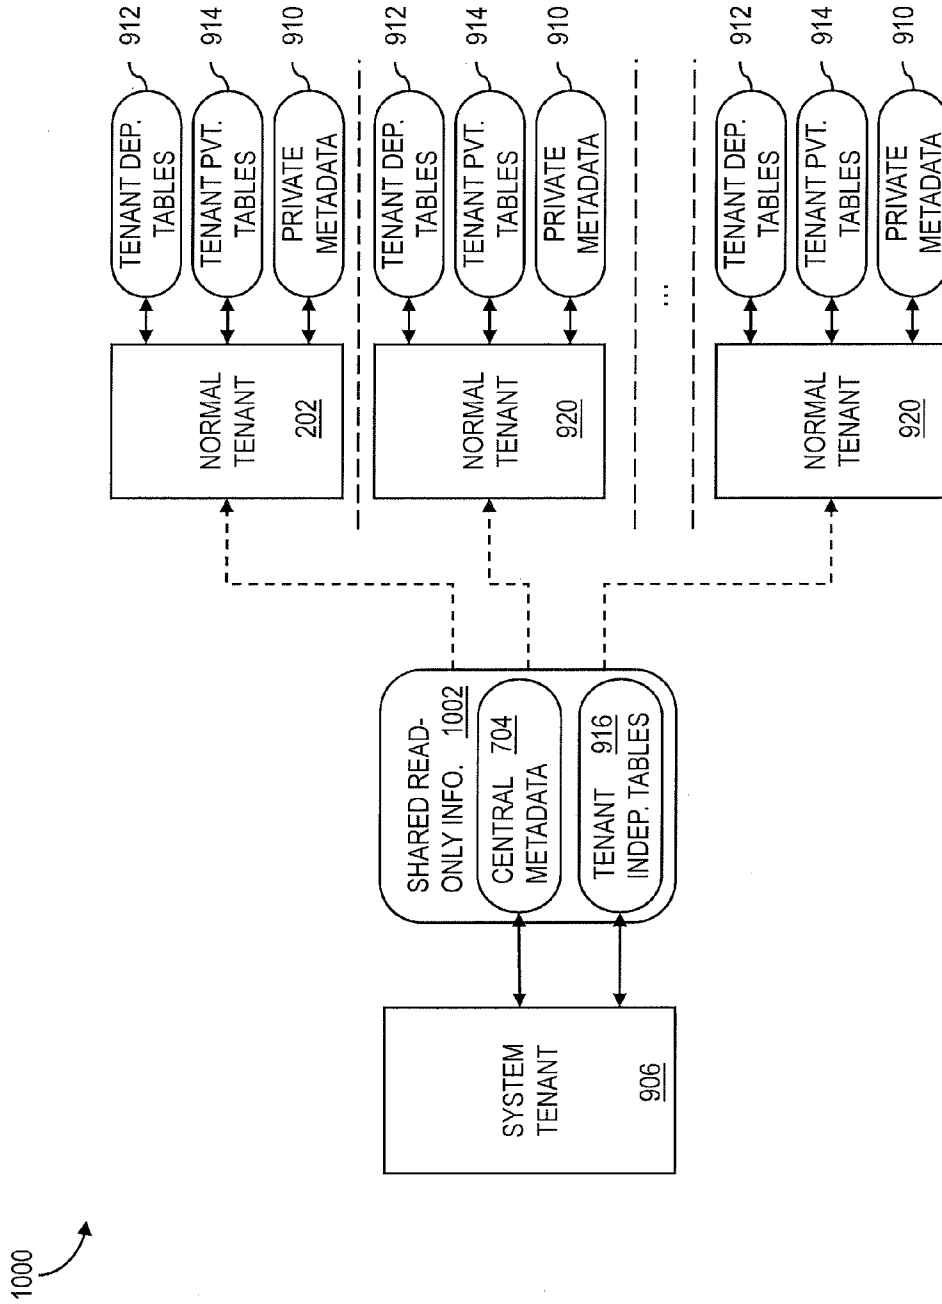 1000
SYSTEM
TENANT
906
SHARED READ-
ONLY INFO. 1002
CENTRAL 704
METADATA
TENANT 916
INDEP. TABLES
NORMAL
TENANT
202
TENANT DEP.
TABLES
912
TENANT PVT.
TABLES
914
PRIVATE
METADATA
910
NORMAL
TENANT
920
TENANT DEP.
TABLES
912
TENANT PVT.
TABLES
914
PRIVATE
METADATA
910
...
NORMAL
TENANT
920
TENANT DEP.
TABLES
912
TENANT PVT.
TABLES
914
PRIVATE
METADATA
910